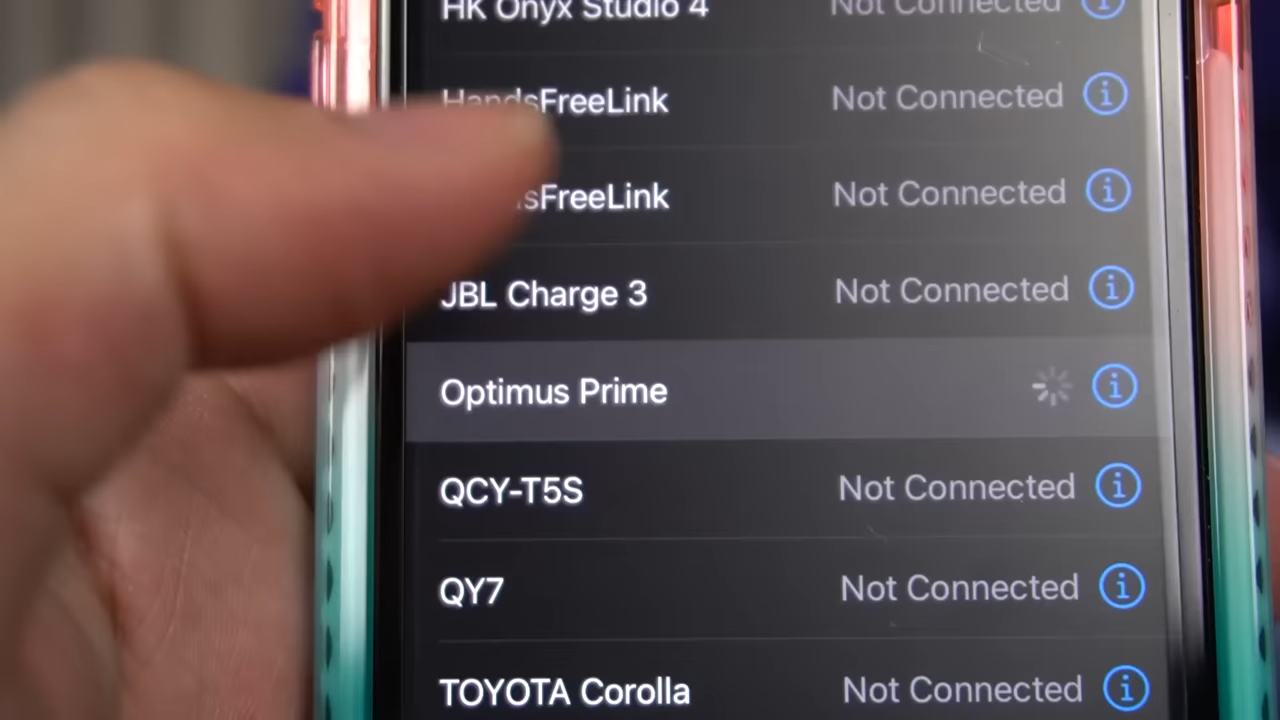 HK Onyx Studio 4 Not Connected
HandsFreeLink Not Connected
sFreeLink Not Connected
JBL Charge 3 Not Connected
Optimus Prime
QCY-T5S Not Connected
QY7 Not Connected
TOYOTA Corolla Not Connected